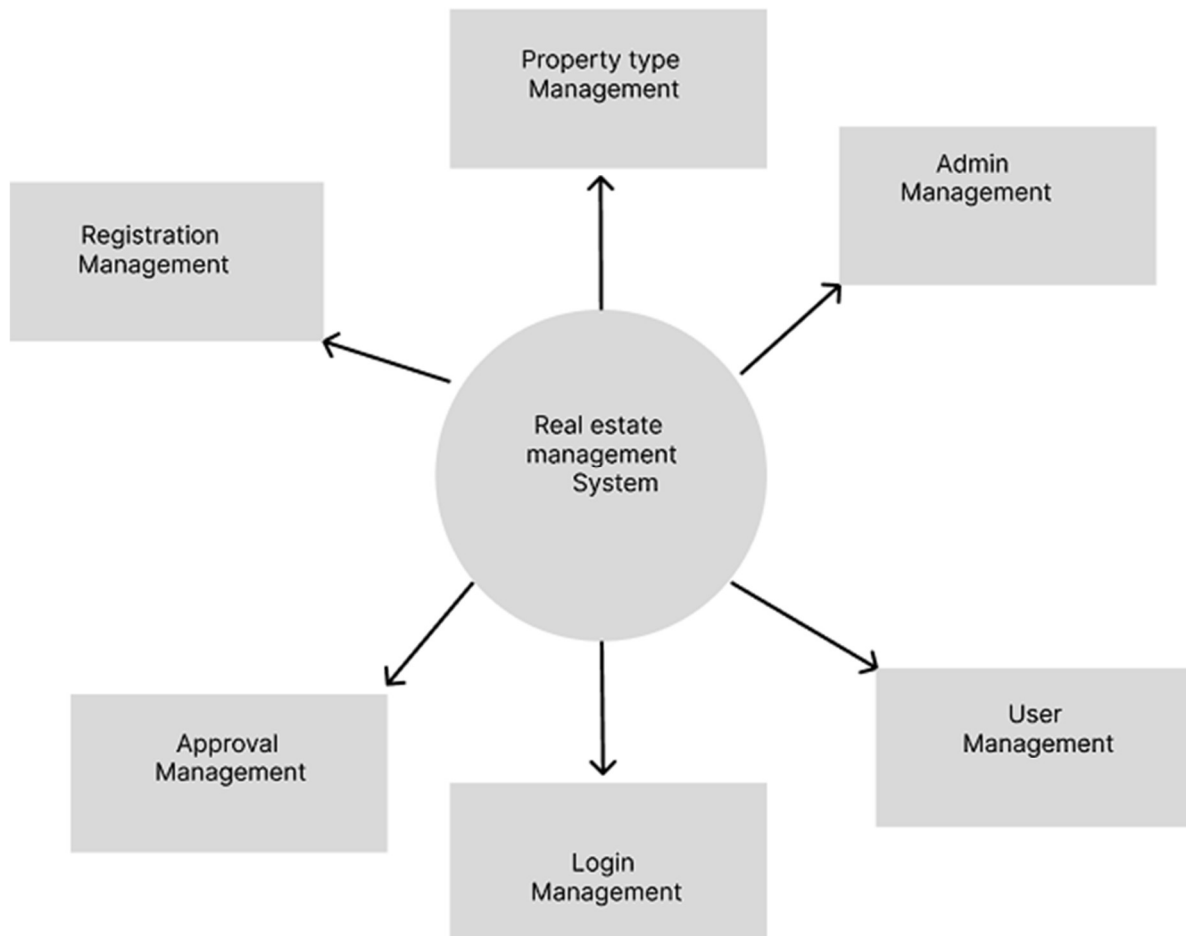 Property type
Management
Admin
Management
Registration
Management
Real estate
management
System
Approval
Management
User
Management
Login
Management